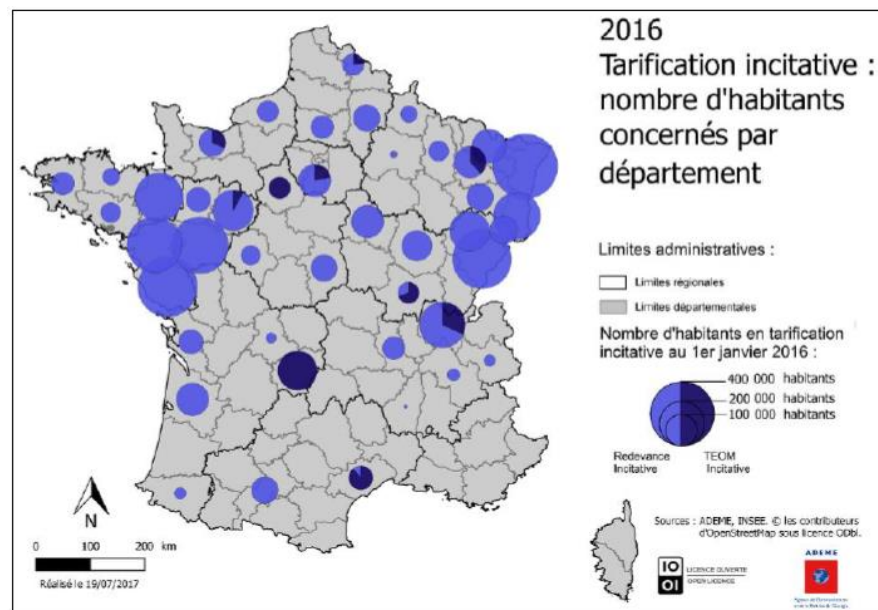 2016
Tarification incitative :
nombre d'habitants
concernés par
département
Limites administratives :
Limites régionales
Limites départementales
Nombre d'habitants en tarification
incitative au 1er janvier 2016 :
400 000 habitants
200 000 habitants
100 000 habitants
Redevance
Incitative
TEOM
Incitative
N
0 100 200 km
Réalisé le 19/07/2017
Sources : ADEME, INSEE. © les contributeurs
d'OpenStreetMap sous licence ODbl.
LICENCE OUVERTE
OPEN LICENCE
ADEME